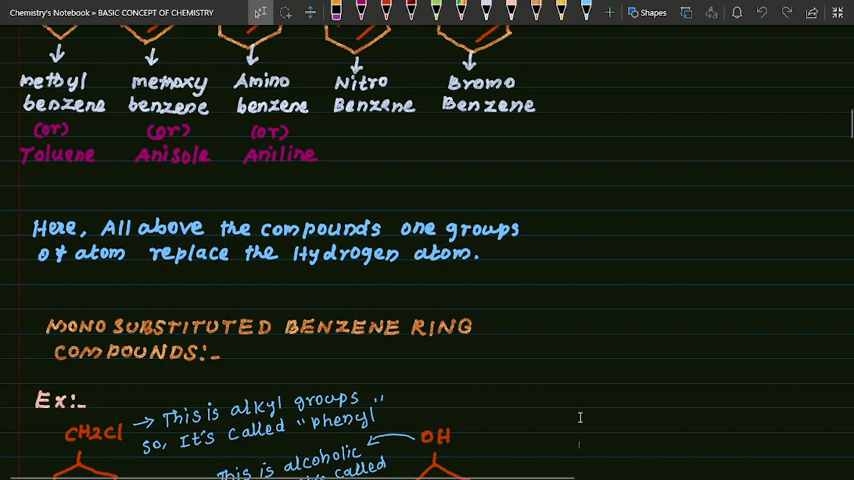 Chemistry's Notebook » BASIC CONCEPT OF CHEMISTRY
Shapes
methyl benzene
(or)
Toluene
methoxy benzene
(or)
Anisole
Amino benzene
(or)
Aniline
Nitro Benzene
Bromo Benzene
Here, All above the compounds one groups
of atom replace the Hydrogen atom.
MONO SUBSTITUTED BENZENE RING
COMPOUNDS:-
Ex:-
CH2Cl
This is alkyl groups "
so, It's called "phenyl
OH
This is alcoholic
called